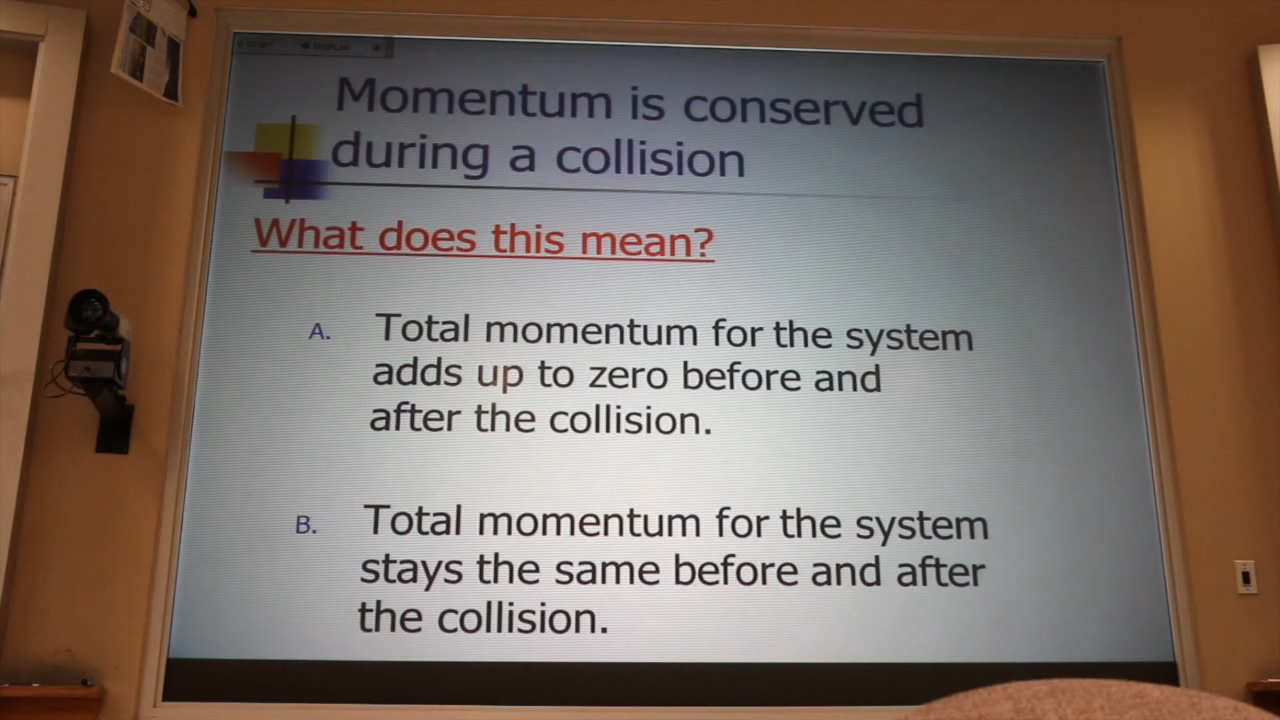 Momentum is conserved
during a collision
What does this mean?
A. Total momentum for the system
adds up to zero before and
after the collision.
B. Total momentum for the system
stays the same before and after
the collision.